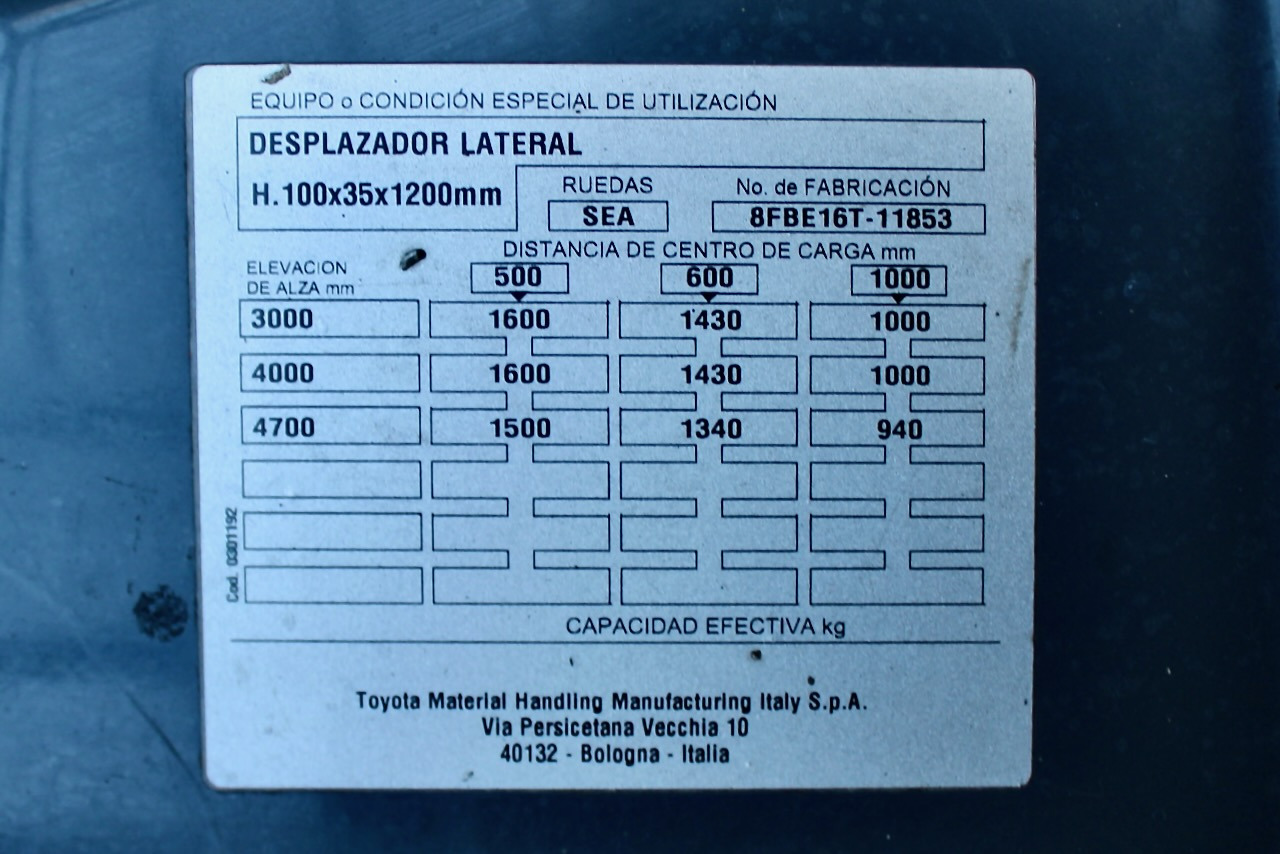 EQUIPO o CONDICIÓN ESPECIAL DE UTILIZACIÓN
DESPLAZADOR LATERAL
H.100x35x1200mm
RUEDAS
SEA
No. de FABRICACIÓN
8FBE16T-11853
DISTANCIA DE CENTRO DE CARGA mm
ELEVACION
DE ALZA mm
500 600 1000
3000 1600 1430 1000
4000 1600 1430 1000
4700 1500 1340 940
Cod. 0301192
CAPACIDAD EFECTIVA kg
Toyota Material Handling Manufacturing Italy S.p.A.
Via Persicetana Vecchia 10
40132 - Bologna - Italia